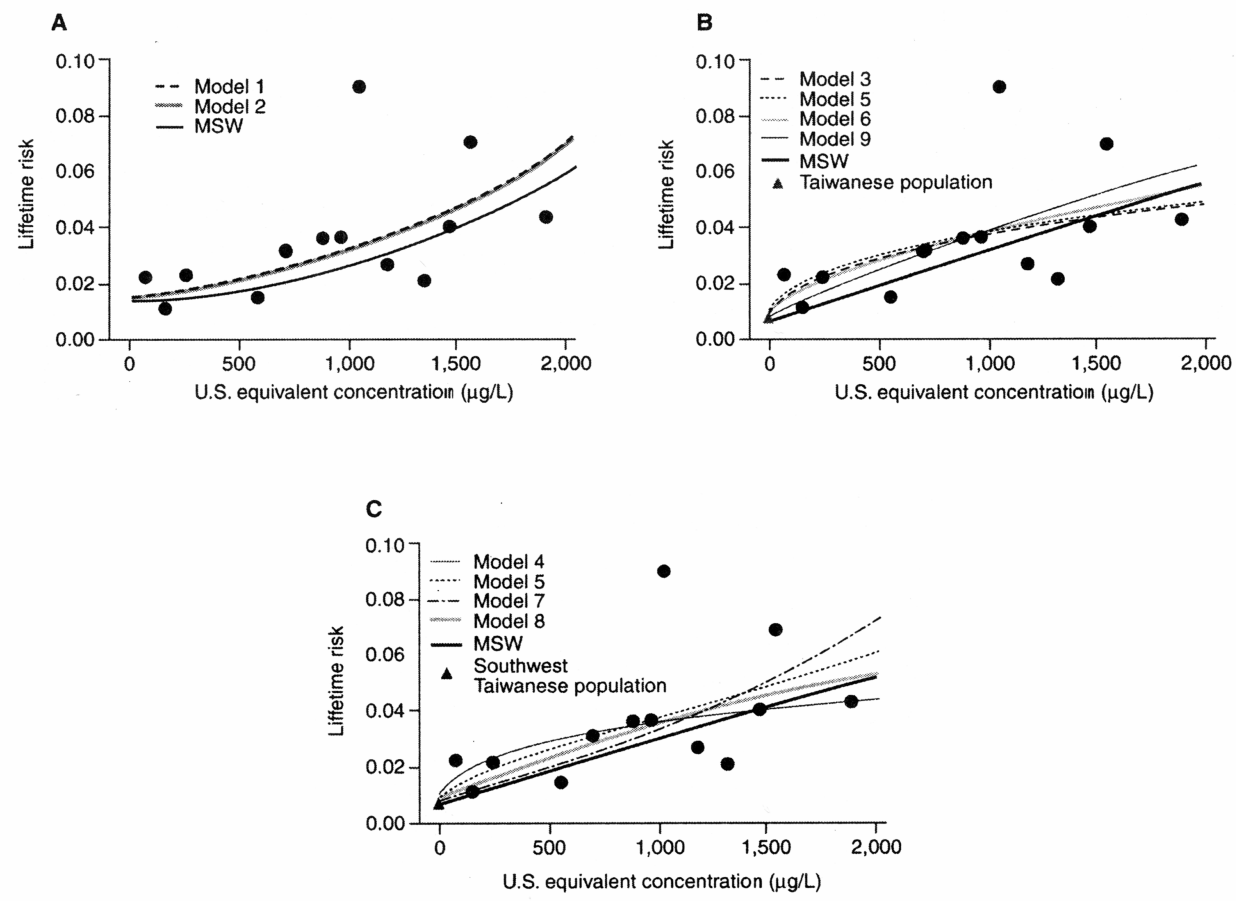 A
0.10
0.08
0.06
0.04
0.02
0.00
Liffetime risk
Model 1
Model 2
MSW
0
500
1,000
1,500
2,000
U.S. equivalent concentration (µg/L)
B
0.10
0.08
0.06
0.04
0.02
0.00
Liffetime risk
Model 3
Model 5
Model 6
Model 9
MSW
Taiwanese population
0
500
1,000
1,500
2,000
U.S. equivalent concentration (µg/L)
C
0.10
0.08
0.06
0.04
0.02
0.00
Liffetime risk
Model 4
Model 5
Model 7
Model 8
MSW
Southwest
Taiwanese population
0
500
1,000
1,500
2,000
U.S. equivalent concentration (µg/L)